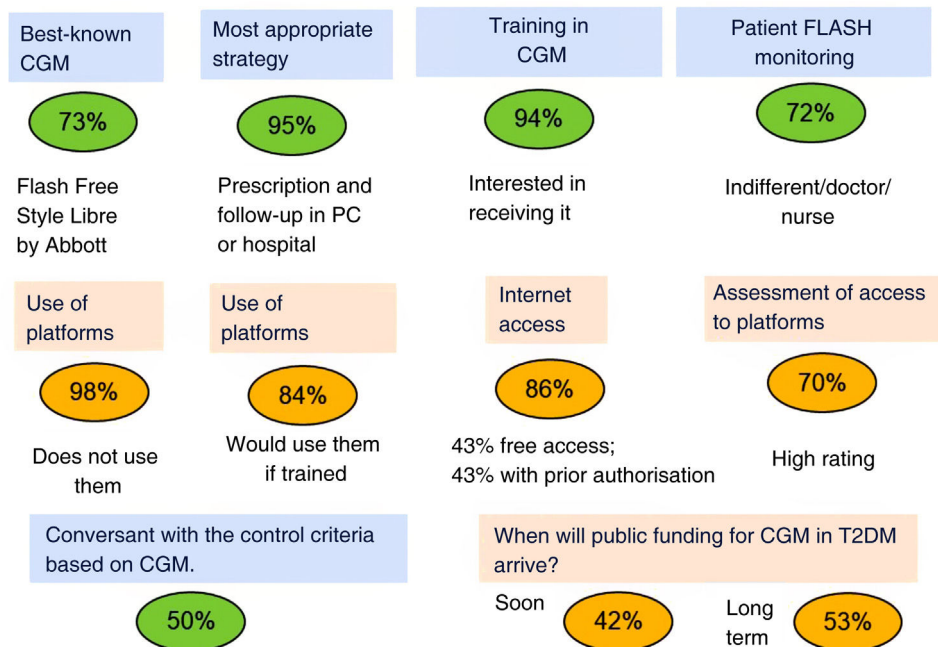 Best-known
CGM
73%
Flash Free
Style Libre
by Abbott
Most appropriate
strategy
95%
Prescription and
follow-up in PC
or hospital
Training in
CGM
94%
Interested in
receiving it
Patient FLASH
monitoring
72%
Indifferent/doctor/
nurse
Use of
platforms
98%
Does not use
them
Use of
platforms
84%
Would use them
if trained
Internet
access
86%
43% free access;
43% with prior authorisation
Assessment of access
to platforms
70%
High rating
Conversant with the control criteria
based on CGM.
50%
When will public funding for CGM in T2DM
arrive?
Soon
42%
Long
term
53%